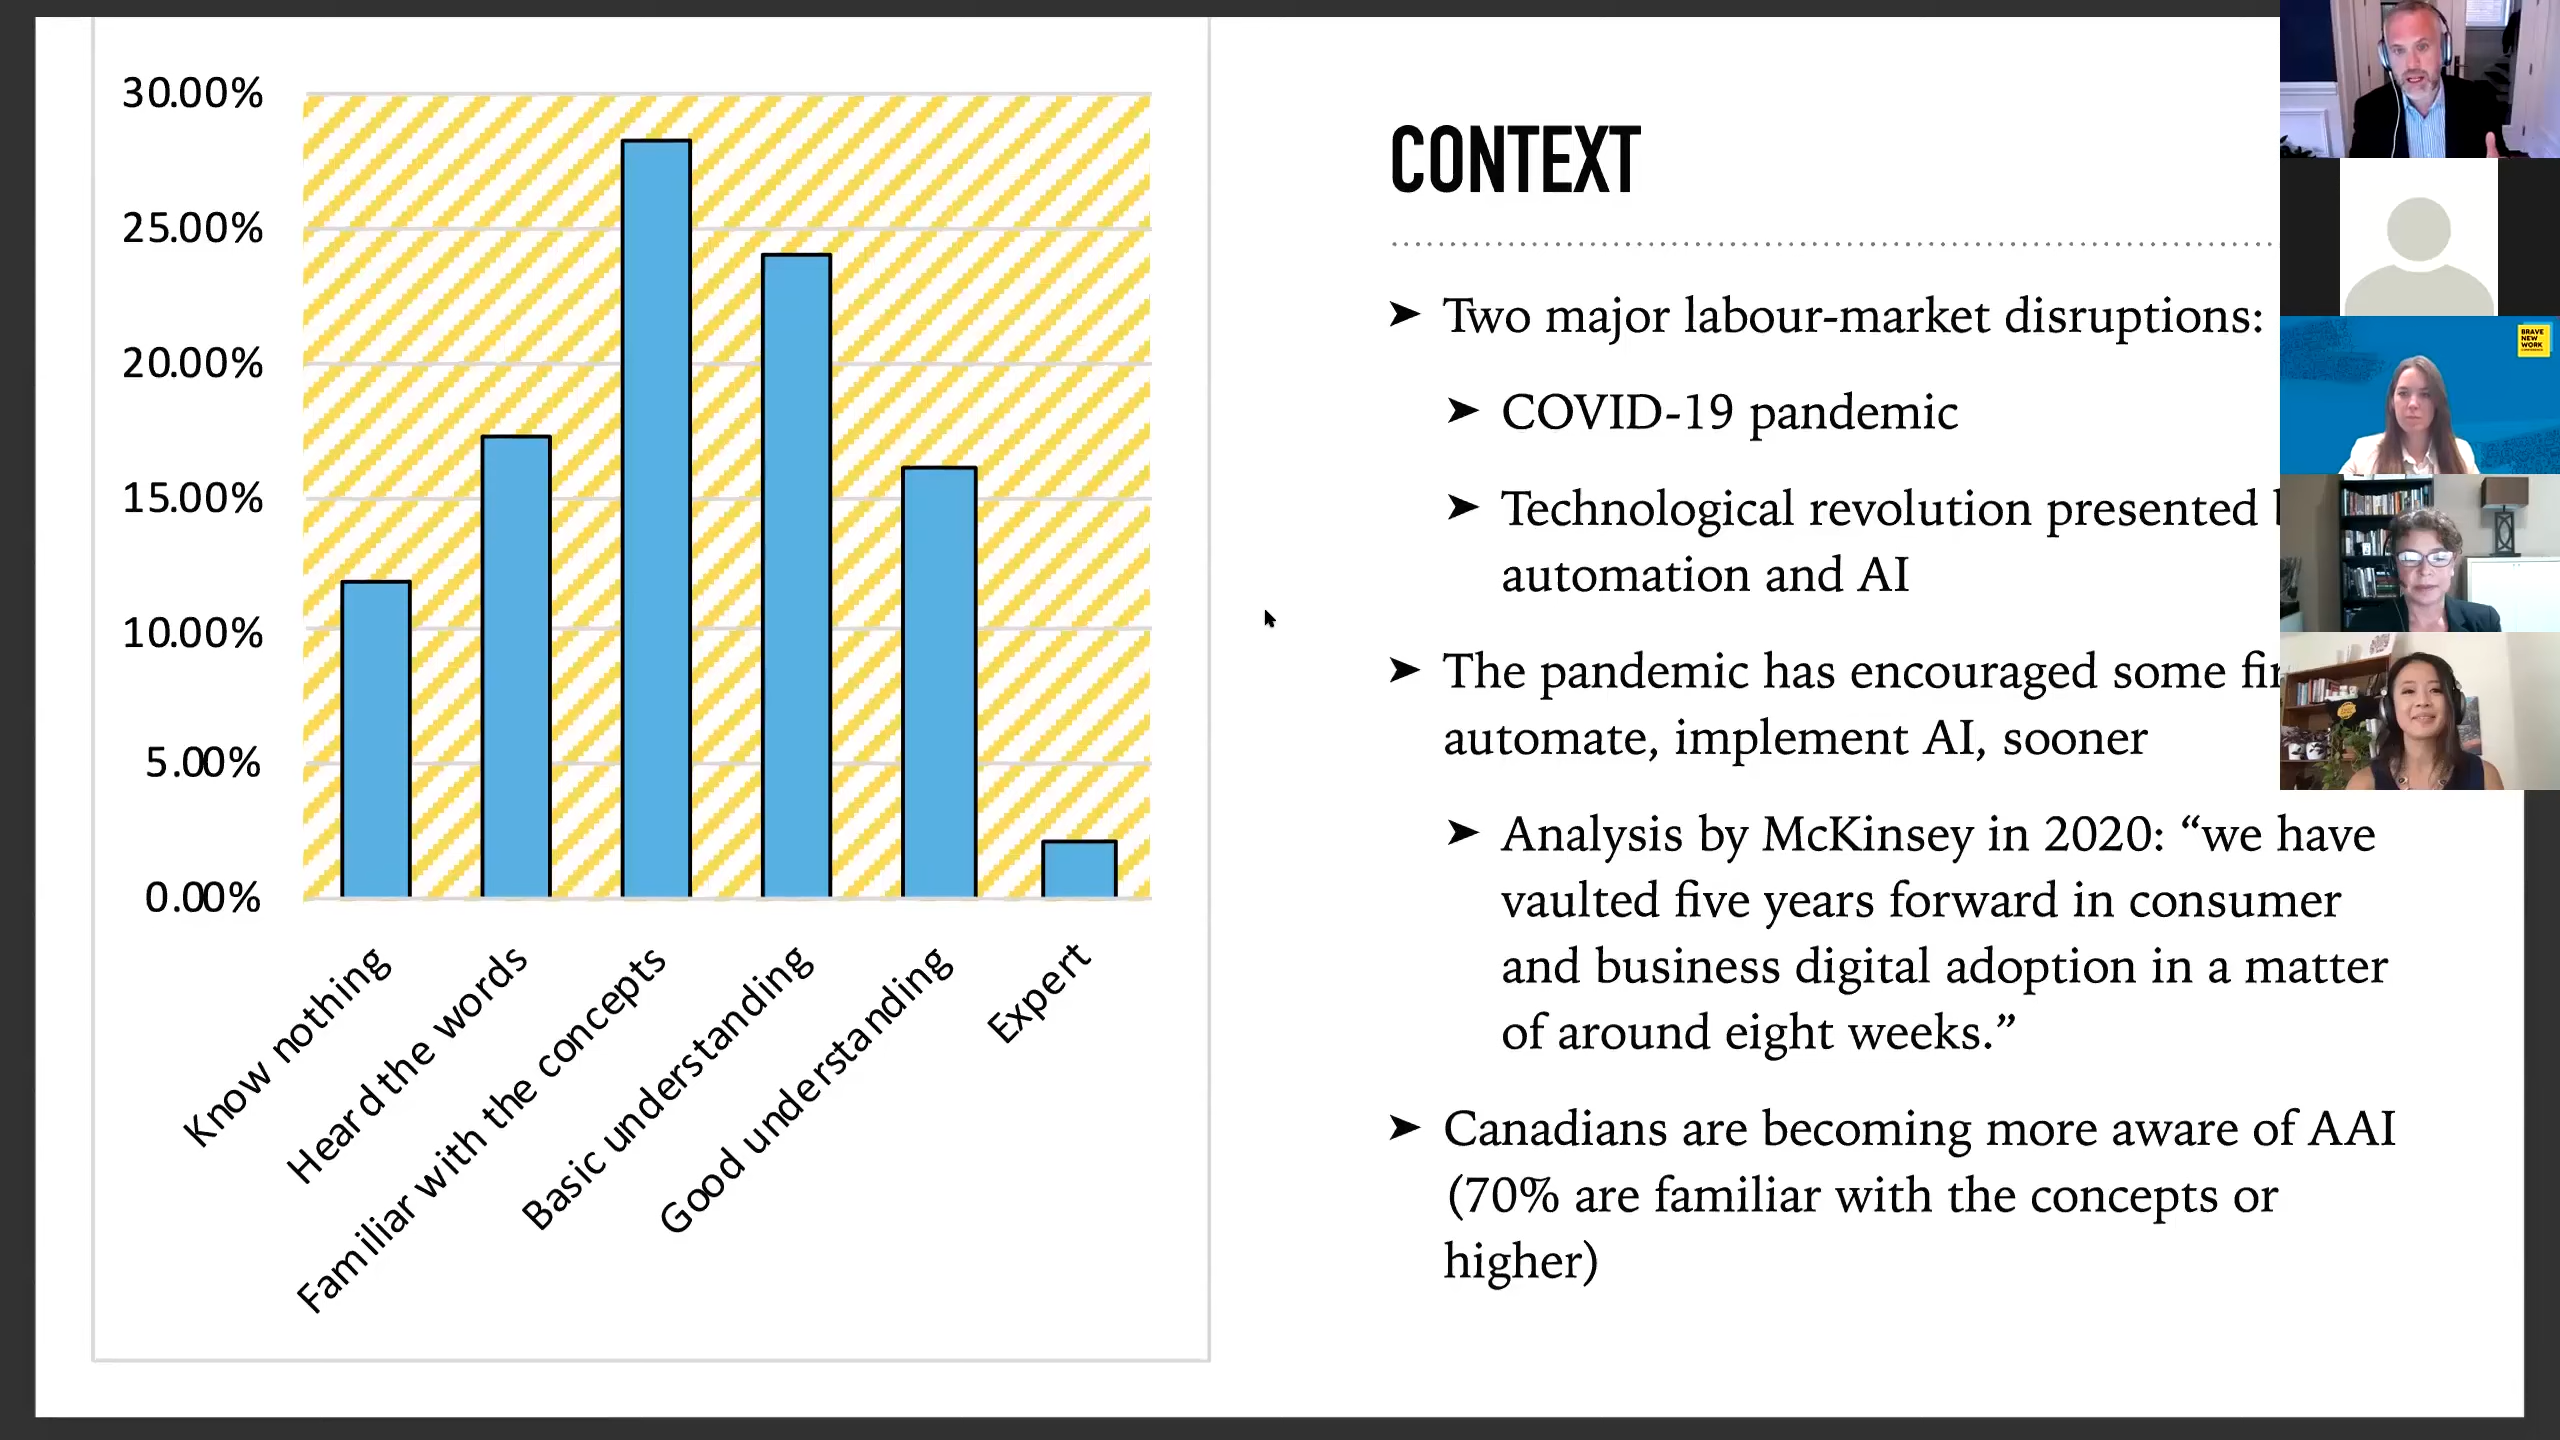 30.00%
25.00%
20.00%
15.00%
10.00%
5.00%
0.00%
Know nothing
Heard the words
Familiar with the concepts
Basic understanding
Good understanding
Expert
CONTEXT
➤ Two major labour-market disruptions:
➤ COVID-19 pandemic
➤ Technological revolution presented
automation and AI
➤ The pandemic has encouraged some
automate, implement AI, sooner
➤ Analysis by McKinsey in 2020: “we have
vaulted five years forward in consumer
and business digital adoption in a matter
of around eight weeks.”
➤ Canadians are becoming more aware of AAI
(70% are familiar with the concepts or
higher)
BRAVE
NEW
WORK